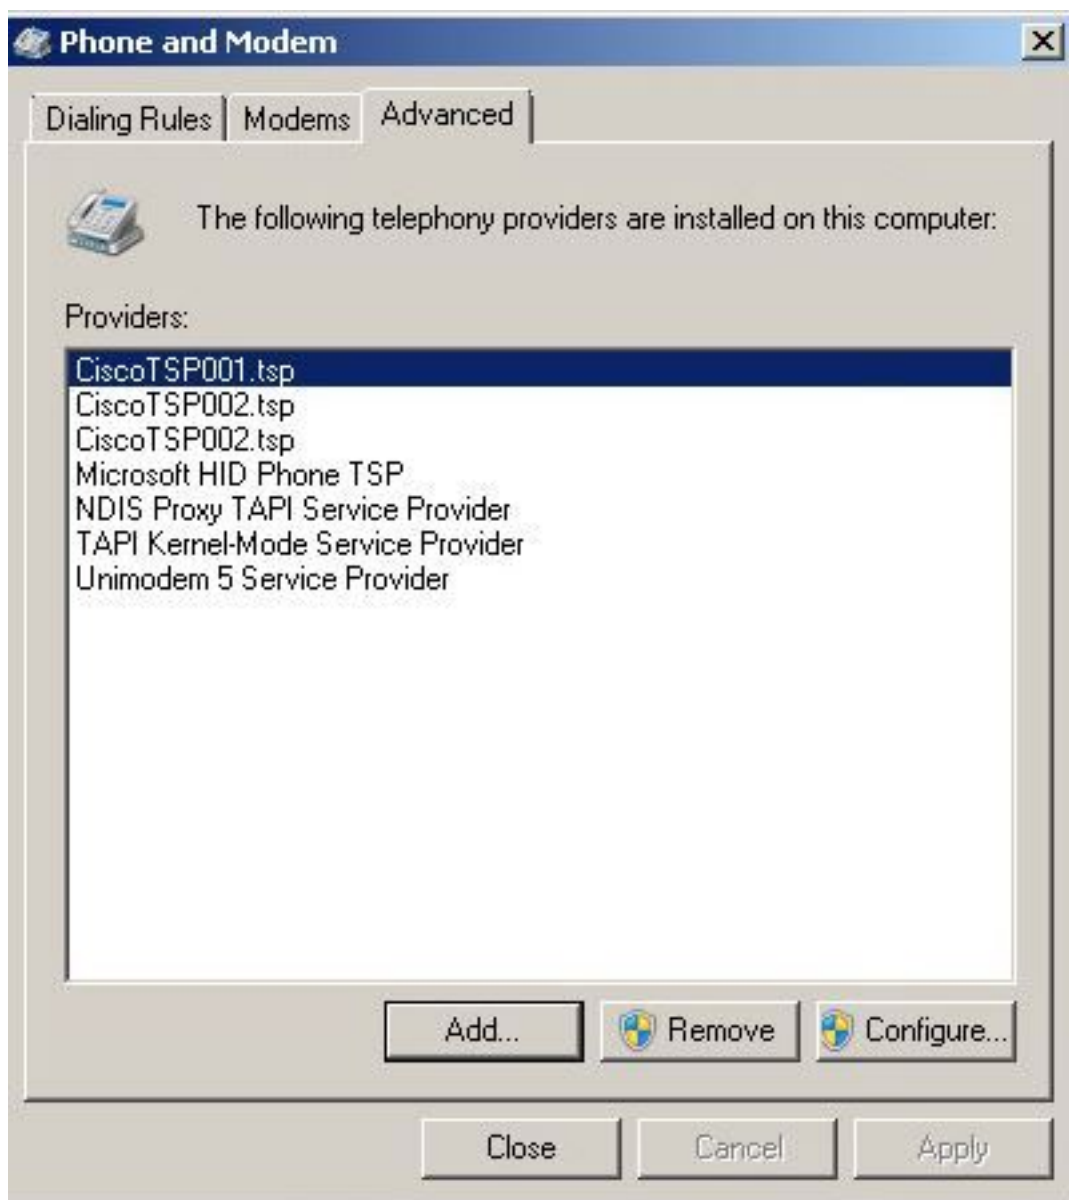 Phone and Modem
Dialing Rules
Modems
Advanced
The following telephony providers are installed on this computer:
Providers:
CiscoTSP001.tsp
CiscoTSP002.tsp
CiscoTSP002.tsp
Microsoft HID Phone TSP
NDIS Proxy TAPI Service Provider
TAPI Kernel-Mode Service Provider
Unimodem 5 Service Provider
Add...
Remove
Configure...
Close
Cancel
Apply